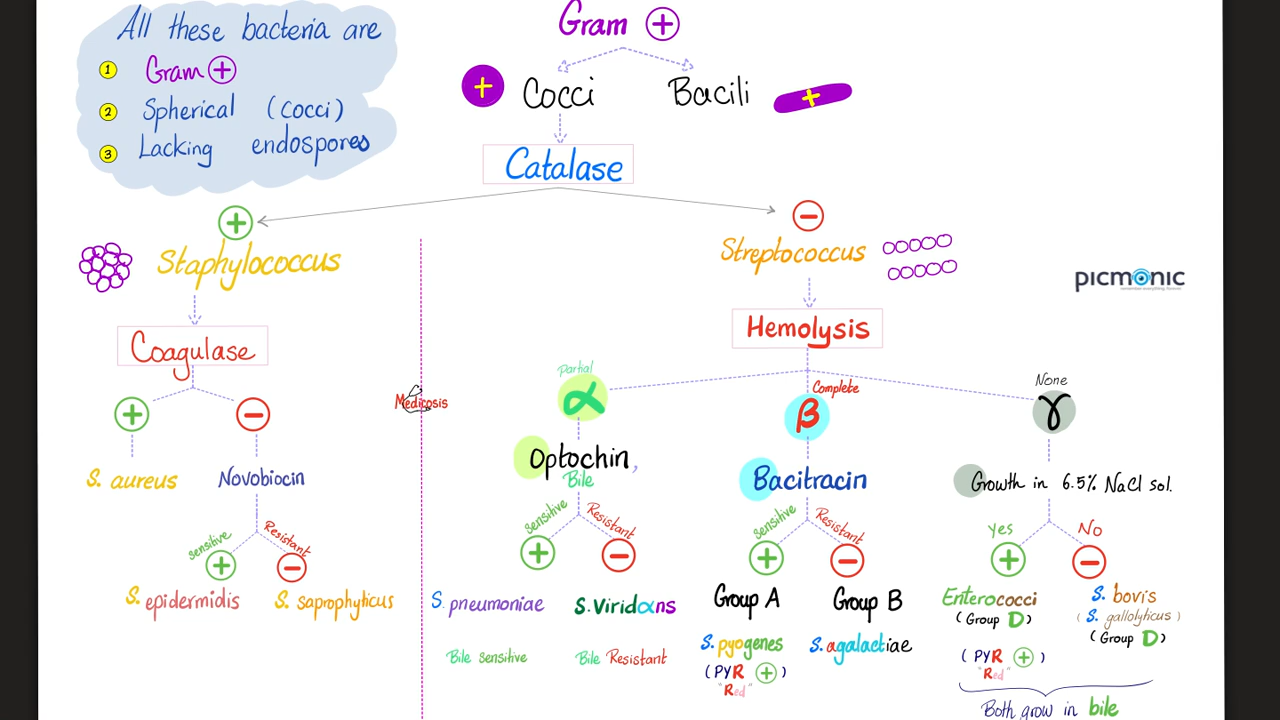 All these bacteria are
1 Gram +
2 Spherical (cocci)
3 Lacking endospores
Gram +
+ Cocci
Bacili +
Catalase
+
Staphylococcus
−
Streptococcus
picmonic
Coagulase
+
−
S. aureus
Novobiocin
Sensitive
Resistant
+
−
S. epidermidis
S. saprophyticus
Medicosis
Hemolysis
Partial
α
Complete
β
None
γ
Optochin,
Bile
Sensitive
Resistant
+
−
S. pneumoniae
S. Viridans
Bile sensitive
Bile Resistant
Bacitracin
Sensitive
Resistant
+
−
Group A
Group B
S. pyogenes
S. agalactiae
(PYR +)
"Red"
Growth in 6.5% NaCl sol.
yes
No
+
−
Enterococci
(Group D)
S. bovis
(S. gallolyticus)
(Group D)
(PYR +)
"Red"
Both grow in bile